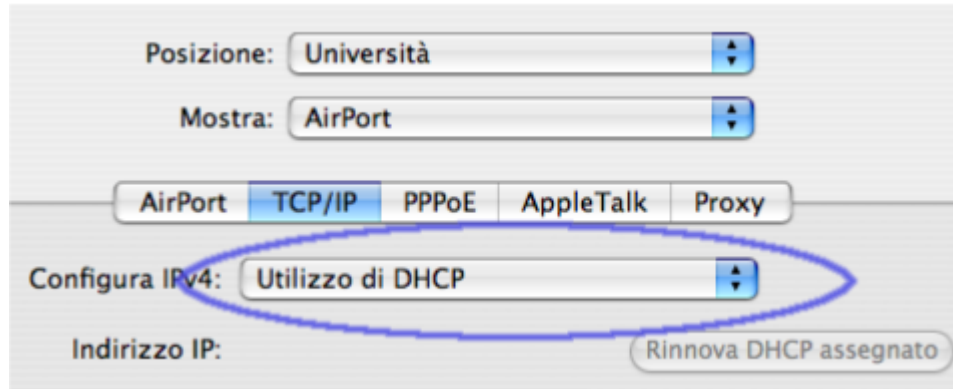 Posizione: Università
Mostra: AirPort
AirPort TCP/IP PPPoE AppleTalk Proxy
Configura IPv4: Utilizzo di DHCP
Indirizzo IP: Rinnova DHCP assegnato